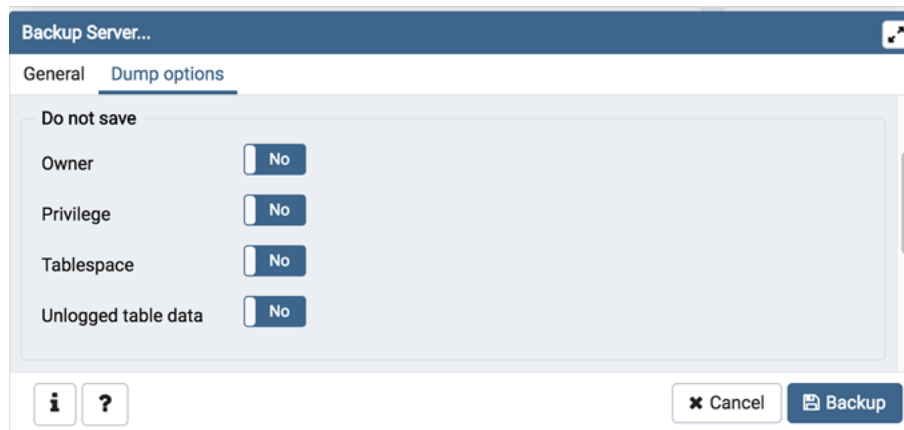 Backup Server...
General Dump options
Do not save
Owner No
Privilege No
Tablespace No
Unlogged table data No
i ? Cancel Backup